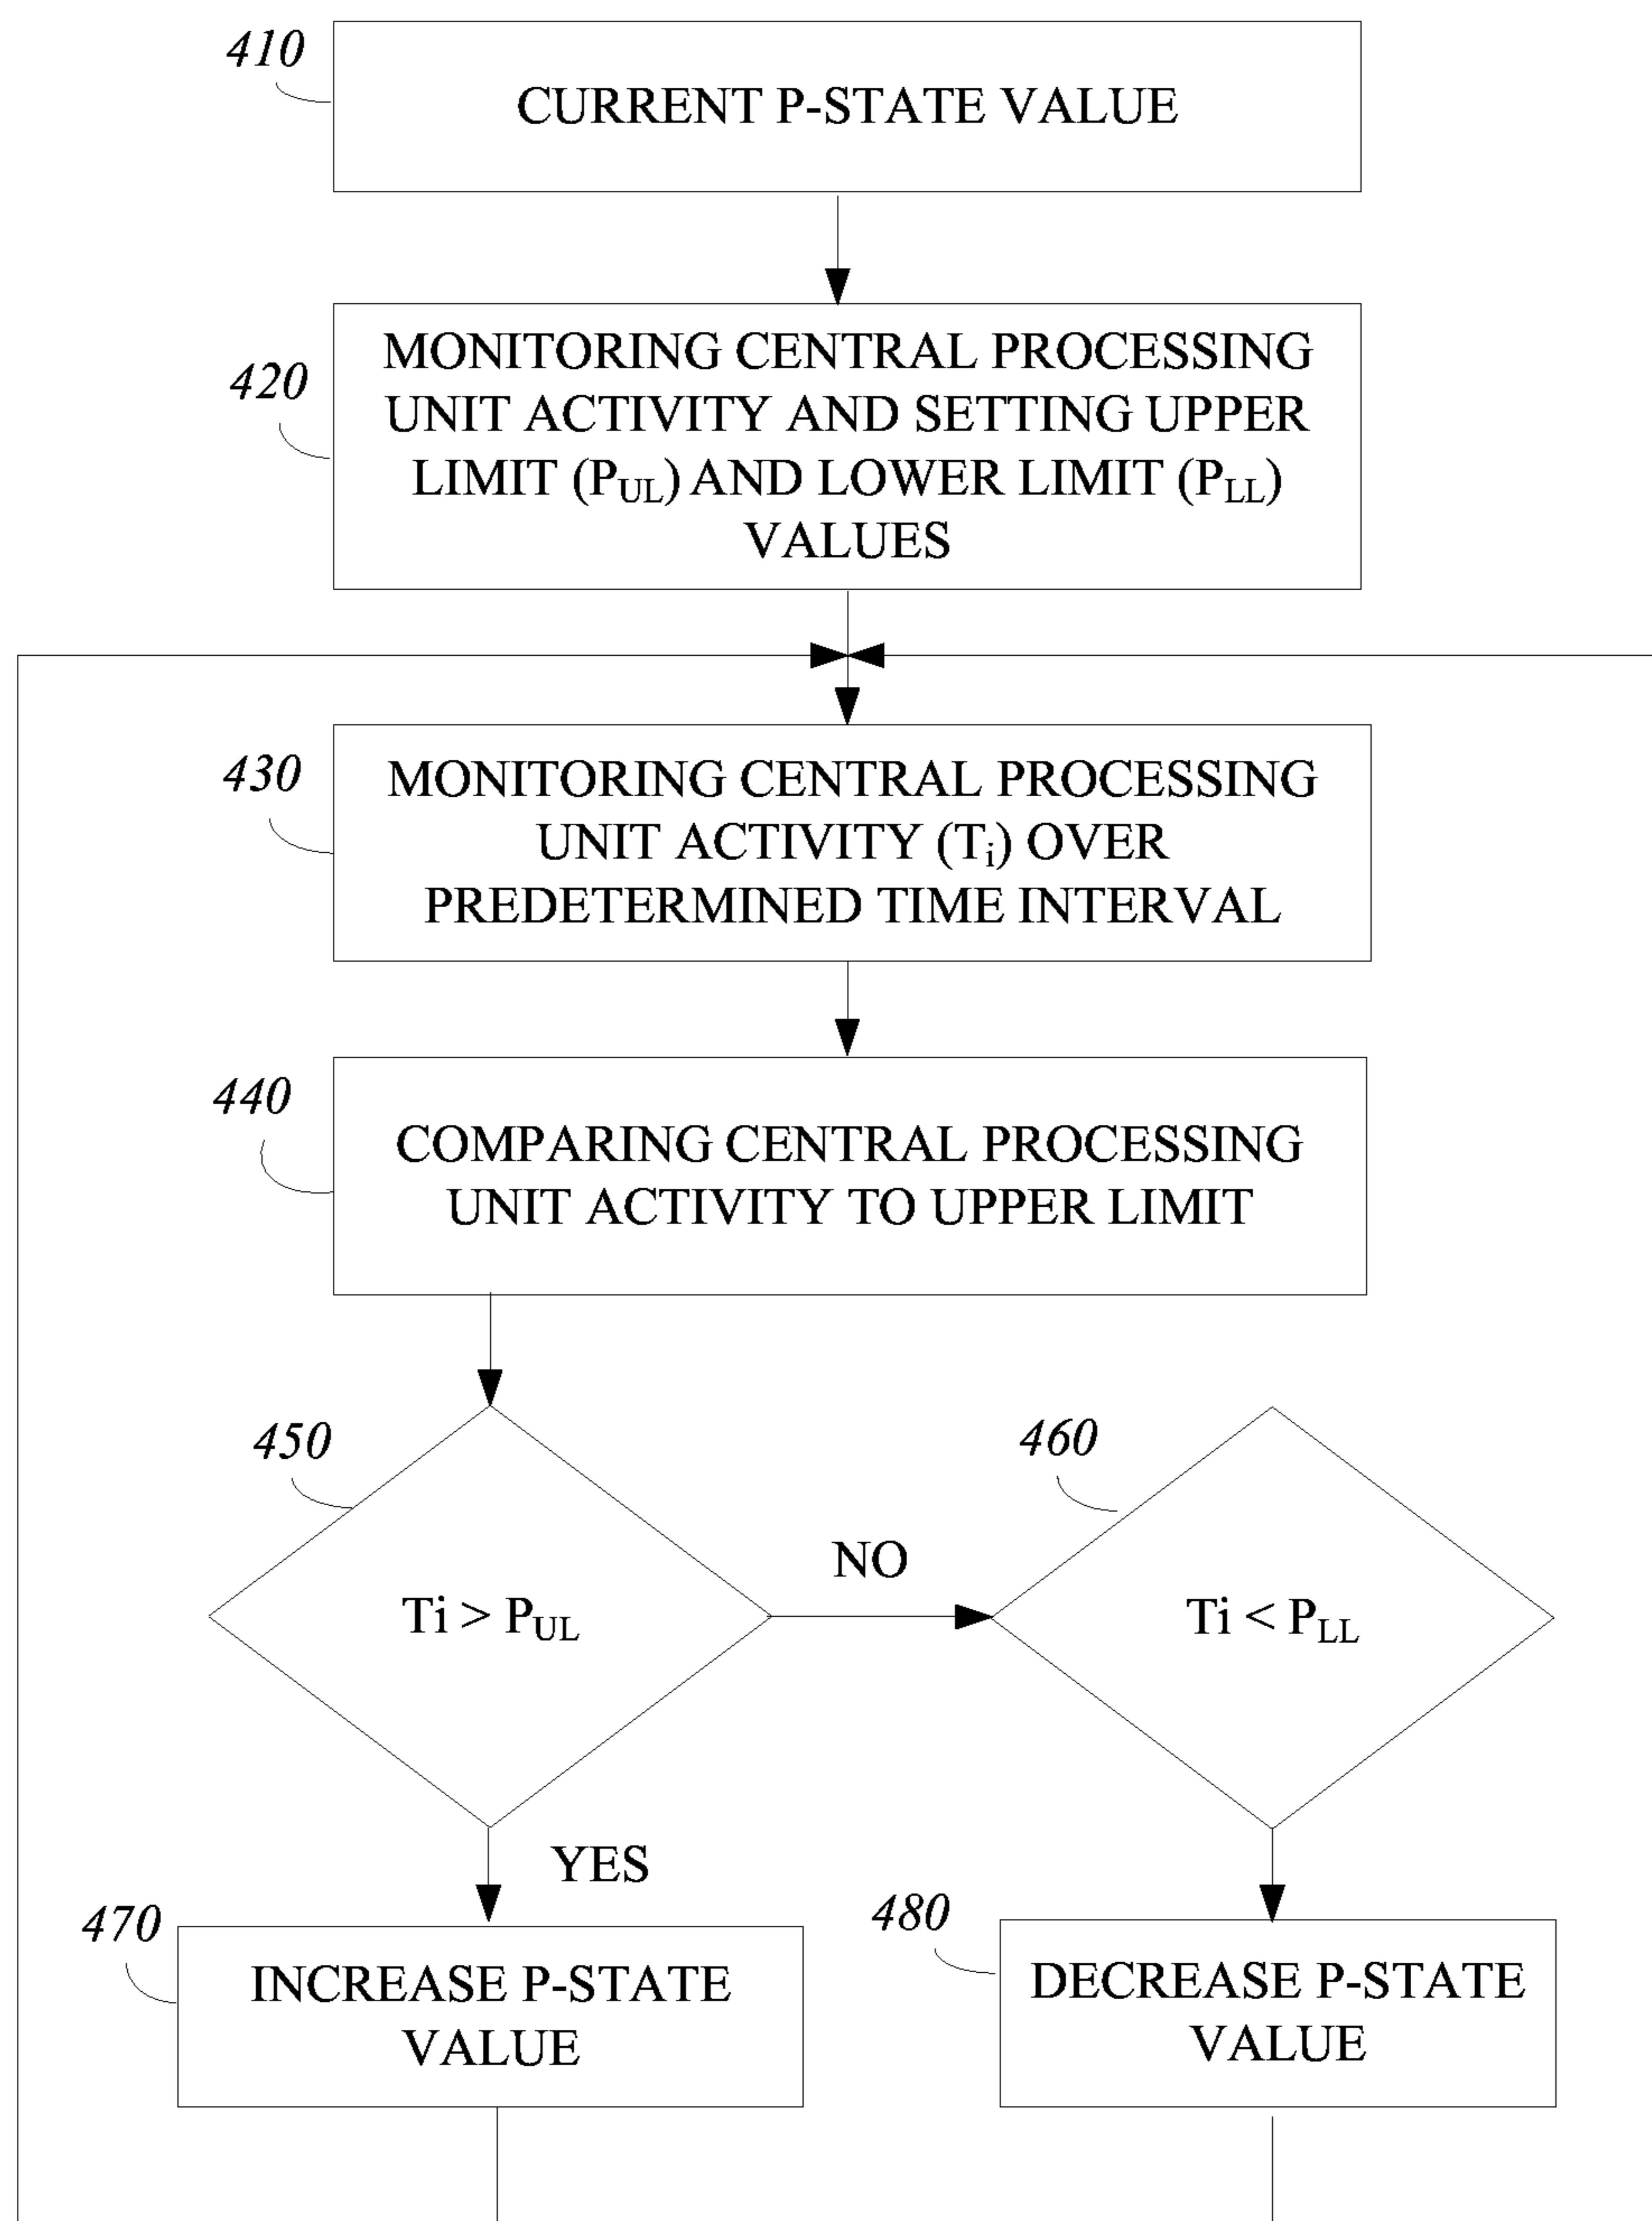 410
CURRENT P-STATE VALUE
420
MONITORING CENTRAL PROCESSING
UNIT ACTIVITY AND SETTING UPPER
LIMIT (PUL) AND LOWER LIMIT (PLL)
VALUES
430
MONITORING CENTRAL PROCESSING
UNIT ACTIVITY (Ti) OVER
PREDETERMINED TIME INTERVAL
440
COMPARING CENTRAL PROCESSING
UNIT ACTIVITY TO UPPER LIMIT
450
Ti > PUL
NO
460
Ti < PLL
YES
470
INCREASE P-STATE
VALUE
480
DECREASE P-STATE
VALUE